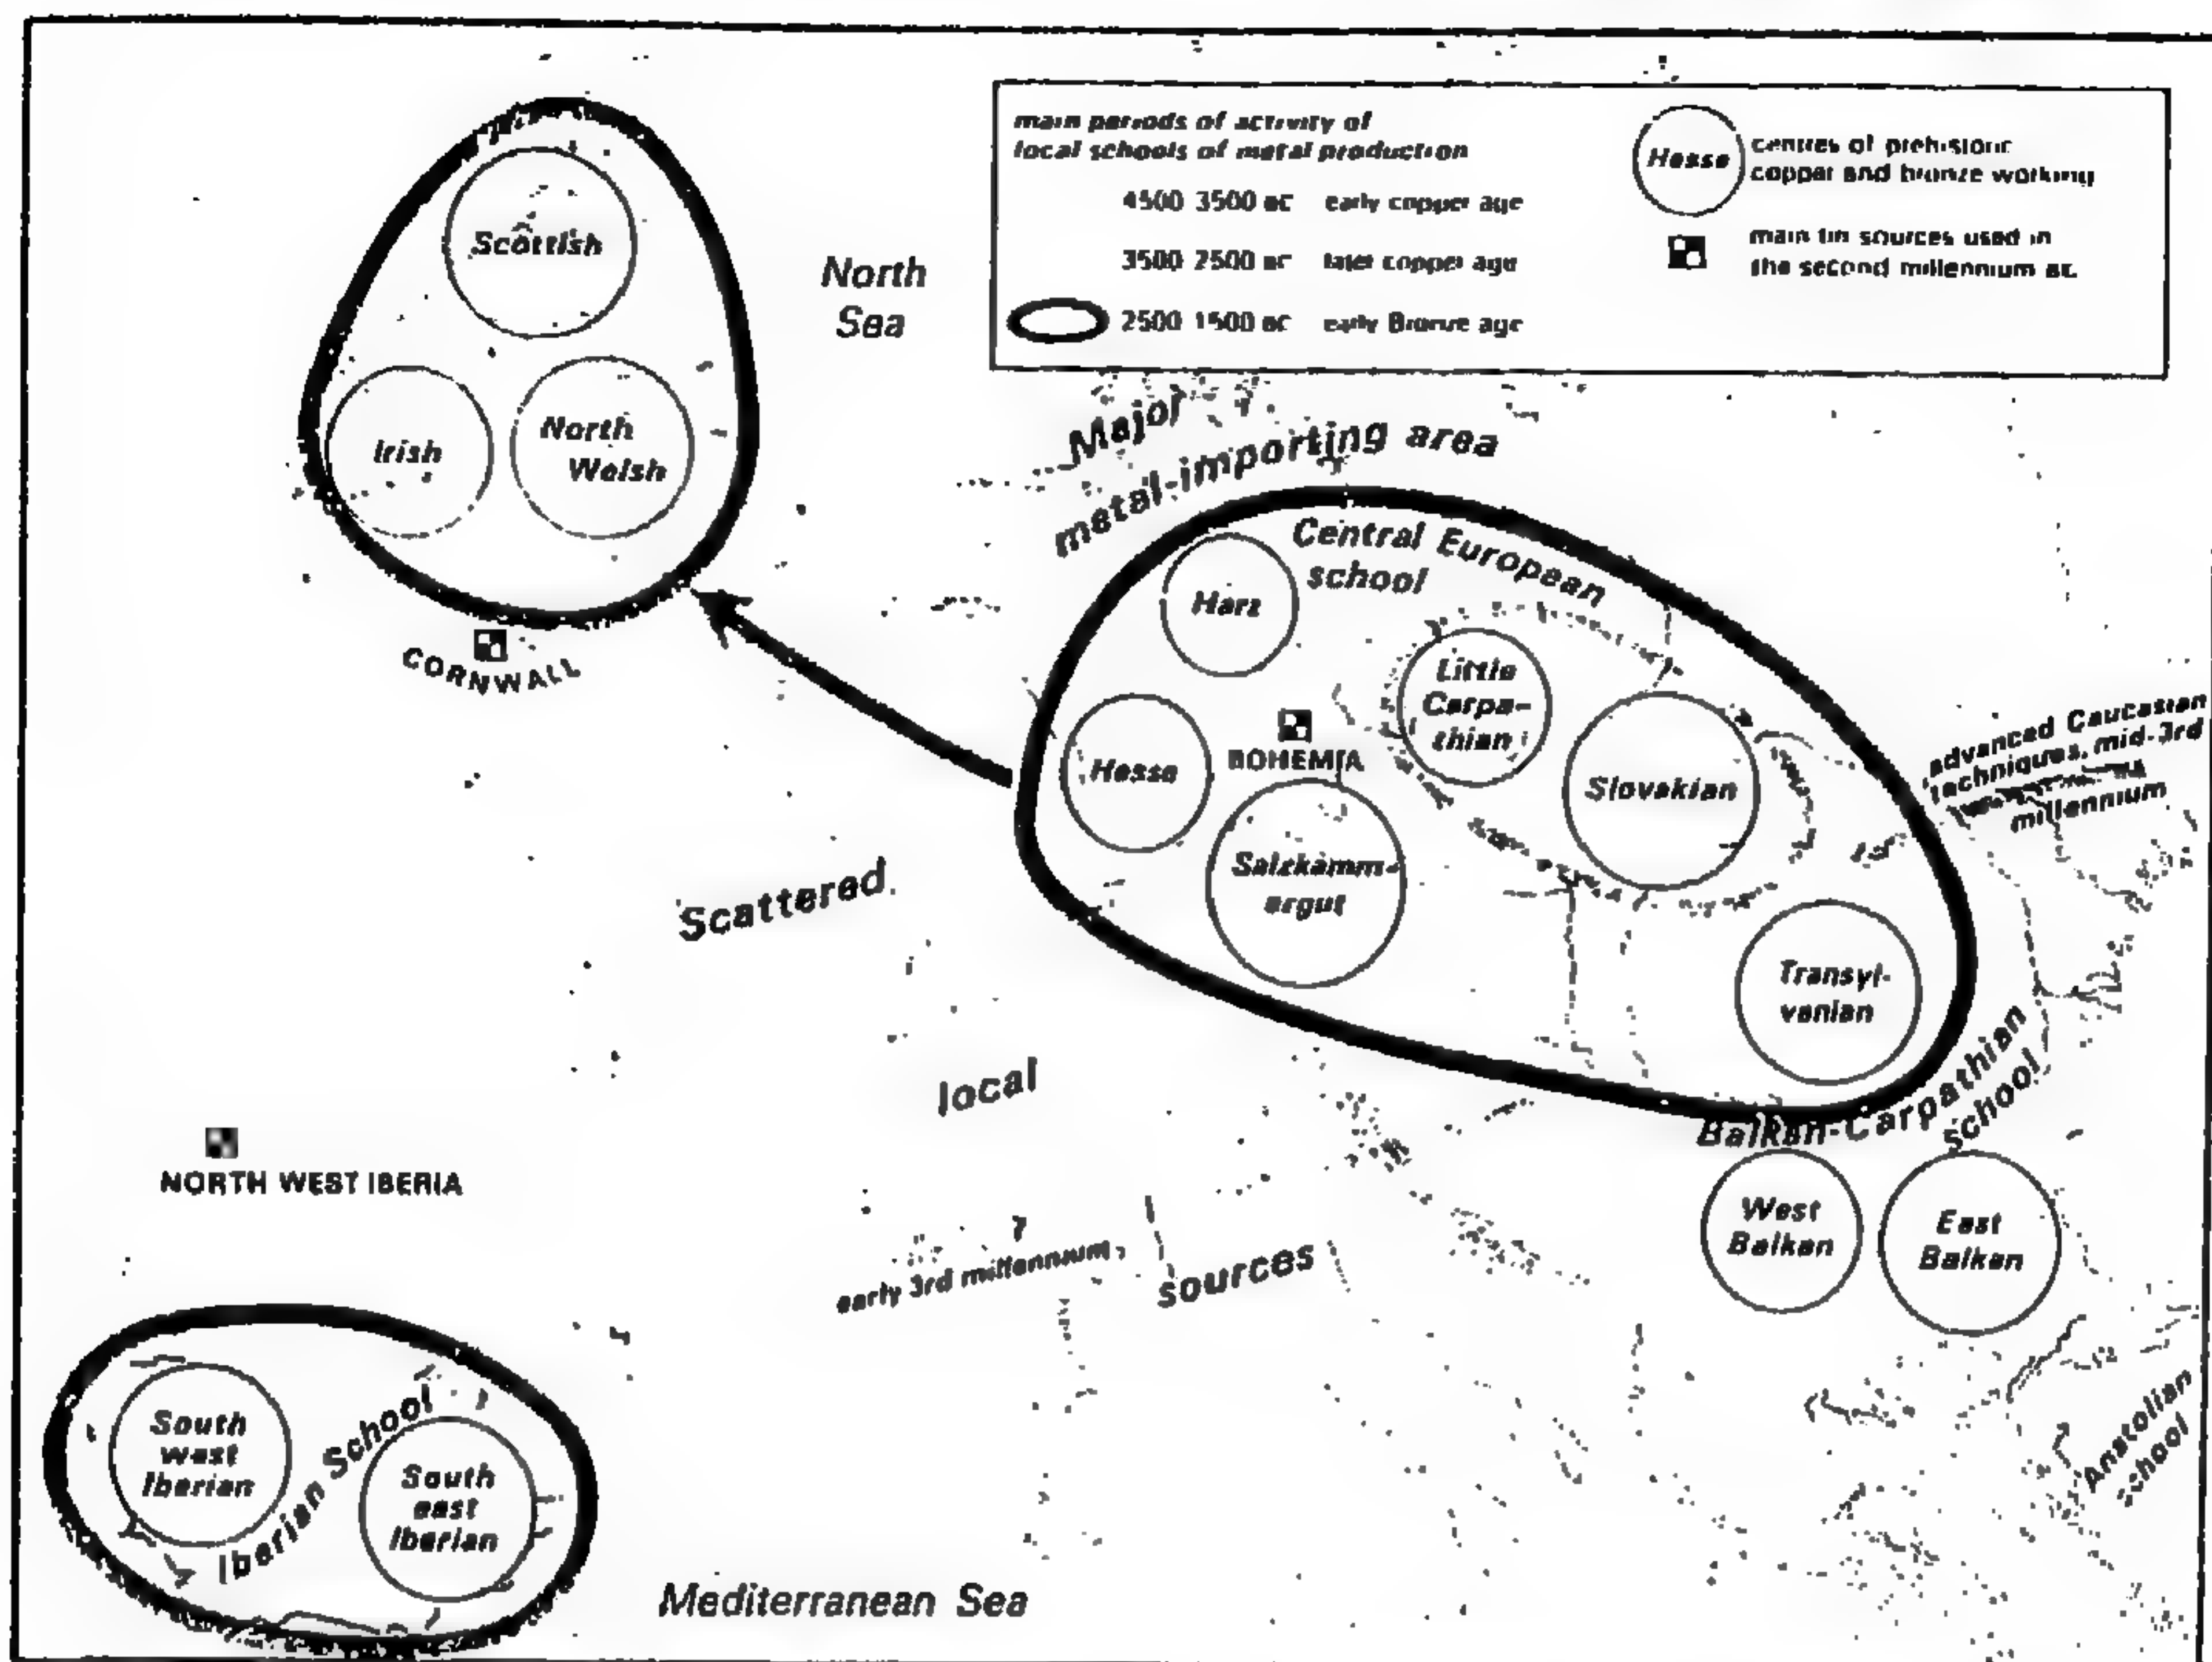 main periods of activity of
local schools of metal production
4500 3500 BC early copper age
3500 2500 BC later copper age
2500 1500 BC early Bronze age
Hesse
centres of prehistoric
copper and bronze working
main tin sources used in
the second millennium BC
Scottish
Irish
North
Welsh
North
Sea
CORNWALL
Major
metal-importing area
Central European
school
Harz
Little
Carpa-
thian
Hesse
BOHEMIA
Slovakian
Salzkamm-
ergut
Transyl-
vanian
advanced Caucasian
techniques, mid-3rd
millennium
Scattered
local
sources
Balkan-Carpathian
School
West
Balkan
East
Balkan
NORTH WEST IBERIA
?
early 3rd millennium
South
west
Iberian
Iberian School
South
east
Iberian
Anatolian
school
Mediterranean Sea